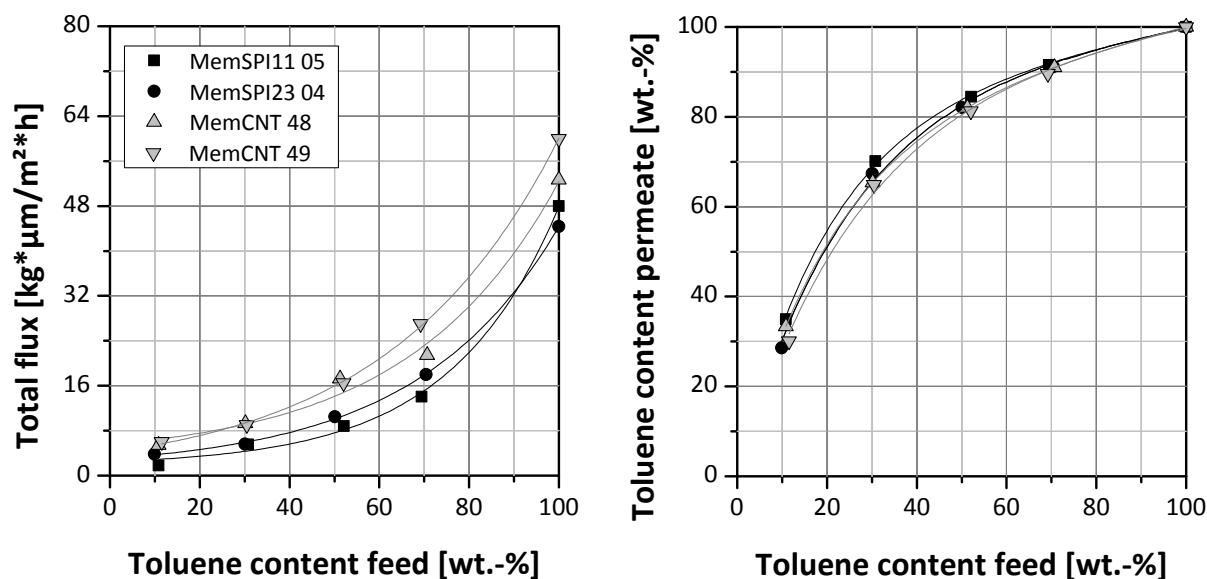 Total flux [kg*µm/m²*h]
80
64
48
32
16
0
MemSPI11 05
MemSPI23 04
MemCNT 48
MemCNT 49
0 20 40 60 80 100
Toluene content feed [wt.-%]
Toluene content permeate [wt.-%]
100
80
60
40
20
0
0 20 40 60 80 100
Toluene content feed [wt.-%]